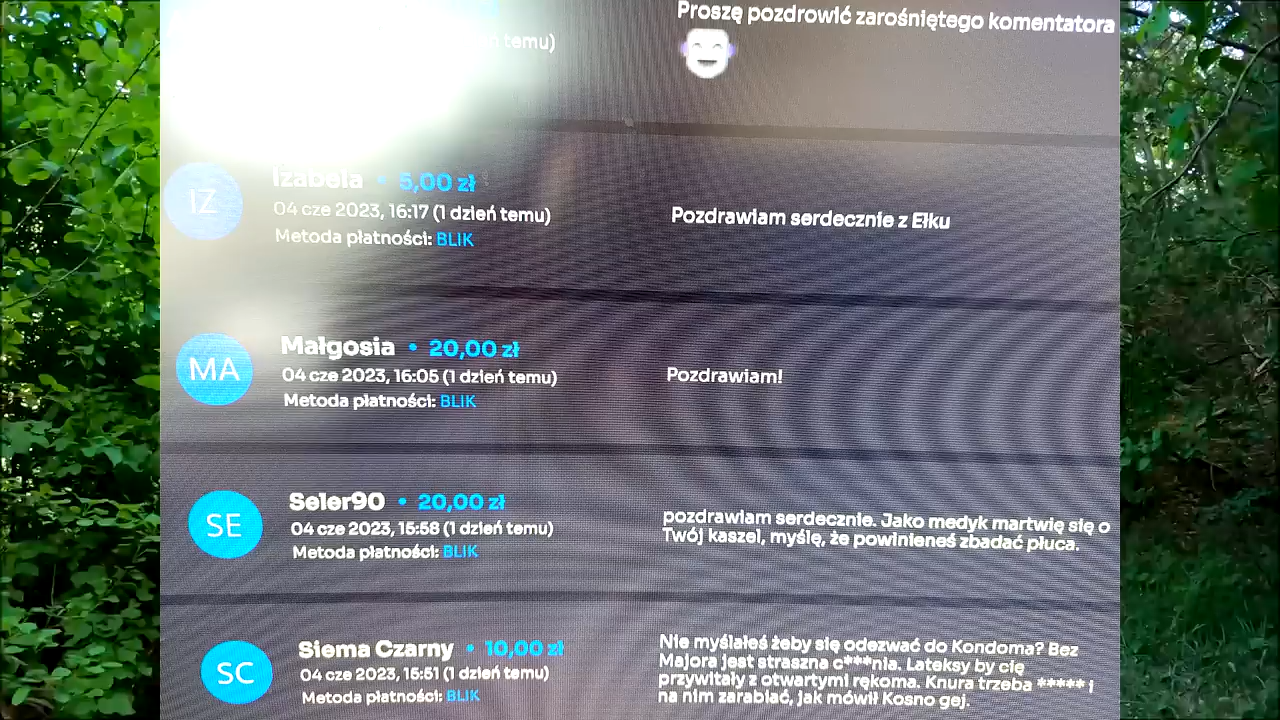 Proszę pozdrowić zarośniętego komentatora
temu)
Izabela • 5,00 zł
IZ
04 cze 2023, 16:17 (1 dzień temu)
Metoda płatności: BLIK
Pozdrawiam serdecznie z Ełku
Małgosia • 20,00 zł
MA
04 cze 2023, 16:05 (1 dzień temu)
Metoda płatności: BLIK
Pozdrawiam!
Seler90 • 20,00 zł
SE
04 cze 2023, 15:58 (1 dzień temu)
Metoda płatności: BLIK
pozdrawiam serdecznie. Jako medyk martwię się o
Twój kaszel, myślę, że powinieneś zbadać płuca.
Siema Czarny • 10,00 zł
SC
04 cze 2023, 15:51 (1 dzień temu)
Metoda płatności: BLIK
Nie myślałeś żeby się odezwać do Kondoma? Bez
Majora jest straszna c***nia. Lateksy by cię
przywitały z otwartymi rękoma. Knura trzeba ***** i
na nim zarabiać, jak mówił Kosno gej.